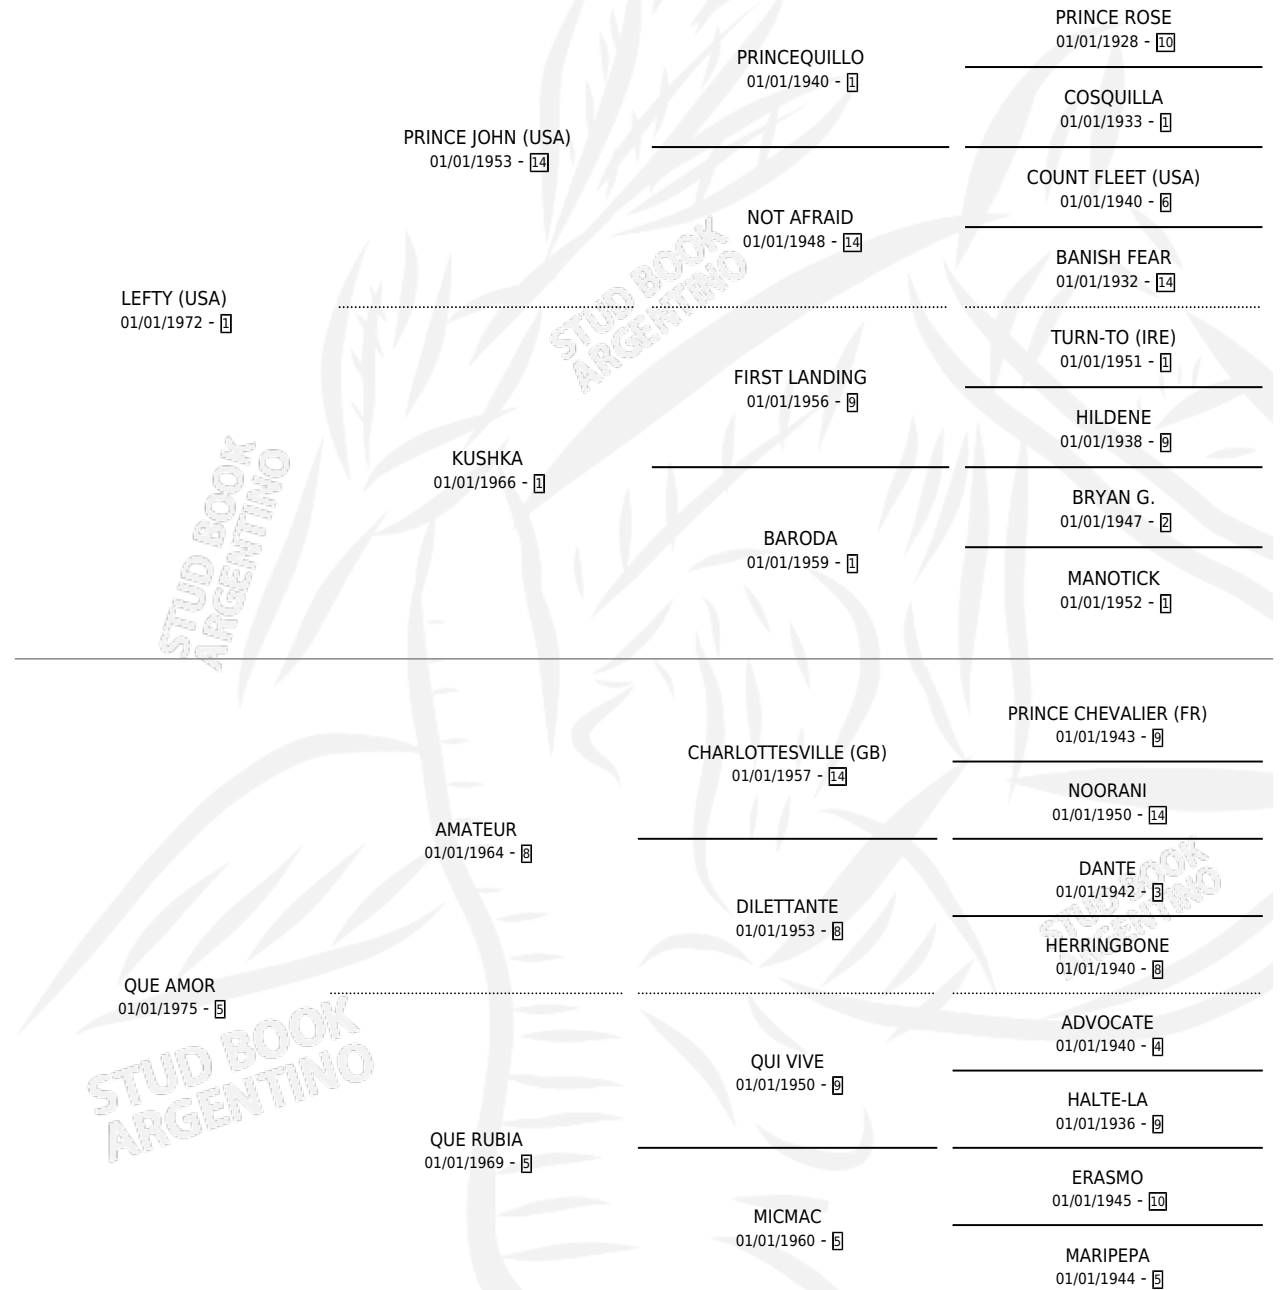 PRINCE ROSE
01/01/1928 - 10
PRINCEQUILLO
01/01/1940 - 1
COSQUILLA
01/01/1933 - 1
PRINCE JOHN (USA)
01/01/1953 - 14
COUNT FLEET (USA)
01/01/1940 - 6
NOT AFRAID
01/01/1948 - 14
BANISH FEAR
01/01/1932 - 14
LEFTY (USA)
01/01/1972 - 1
TURN-TO (IRE)
01/01/1951 - 1
FIRST LANDING
01/01/1956 - 9
HILDENE
01/01/1938 - 9
KUSHKA
01/01/1966 - 1
BRYAN G.
01/01/1947 - 2
BARODA
01/01/1959 - 1
MANOTICK
01/01/1952 - 1
PRINCE CHEVALIER (FR)
01/01/1943 - 9
CHARLOTTESVILLE (GB)
01/01/1957 - 14
NOORANI
01/01/1950 - 14
AMATEUR
01/01/1964 - 8
DANTE
01/01/1942 - 3
DILETTANTE
01/01/1953 - 8
HERRINGBONE
01/01/1940 - 8
QUE AMOR
01/01/1975 - 5
ADVOCATE
01/01/1940 - 4
QUI VIVE
01/01/1950 - 9
HALTE-LA
01/01/1936 - 9
QUE RUBIA
01/01/1969 - 5
ERASMO
01/01/1945 - 10
MICMAC
01/01/1960 - 5
MARIPEPA
01/01/1944 - 5
STUD BOOK
ARGENTINO
STUD BOOK
ARGENTINO
STUD BOOK
ARGENTINO
STUD BOOK
ARGENTINO